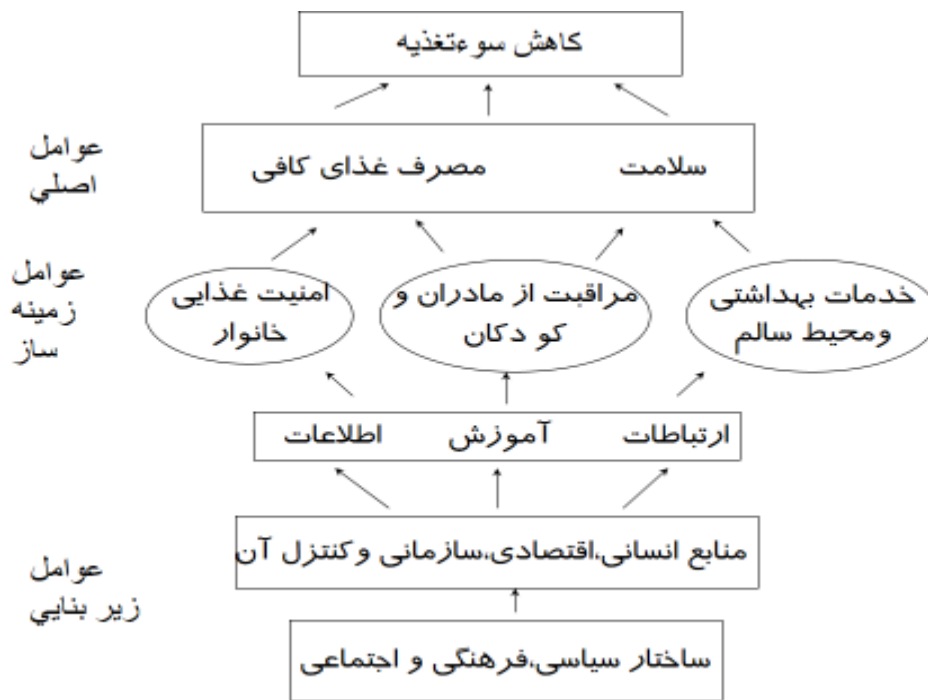 کاهش سوءتغذیه
عوامل
اصلي
سلامت
مصرف غذای کافی
عوامل
زمینه
ساز
خدمات بهداشتی
ومحیط سالم
مراقبت از مادران و
کو دکان
امنیت غذایی
خانوار
ارتباطات
آموزش
اطلاعات
عوامل
زیر بنايي
منابع انسانی،اقتصادی،سازمانی وکنتزل آن
ساختار سیاسی،فرهنگی و اجتماعی